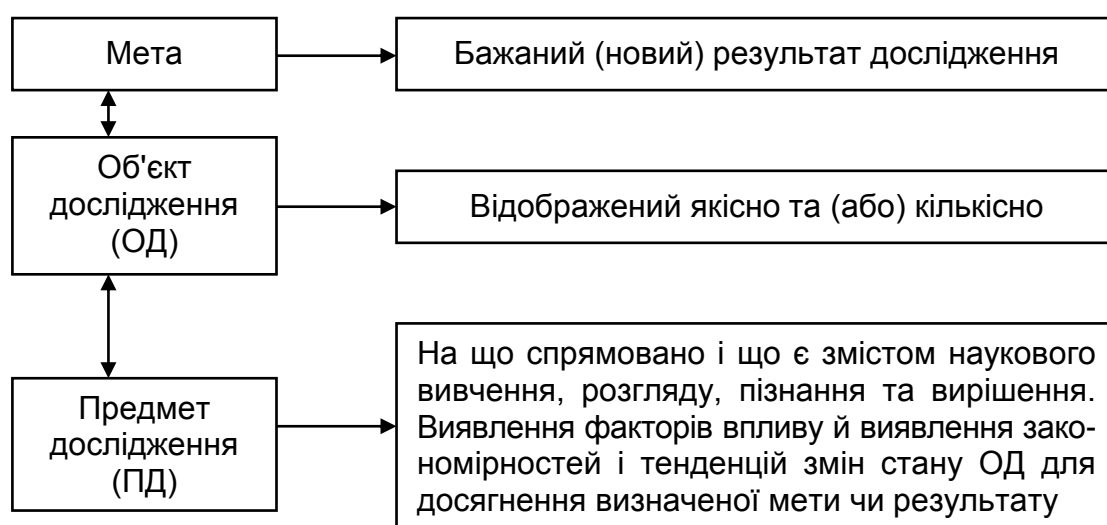 Мета
Бажаний (новий) результат дослідження
Об'єкт
дослідження
(ОД)
Відображений якісно та (або) кількісно
Предмет
дослідження
(ПД)
На що спрямовано і що є змістом наукового
вивчення, розгляду, пізнання та вирішення.
Виявлення факторів впливу й виявлення зако-
номірностей і тенденцій змін стану ОД для
досягнення визначеної мети чи результату